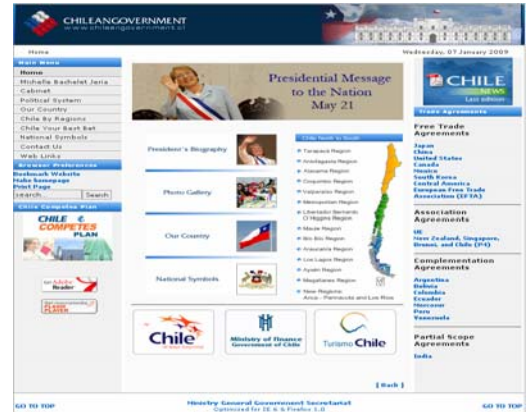 CHILEANGOVERNMENT
www.chileangovernment.cl
Home
Wednesday, 07 January 2009
Main Menu
Home
Michelle Bachelet Jeria
Cabinet
Political System
Our Country
Chile By Regions
Chile Your Best Bet
National Symbols
Contact Us
Web Links
Browser Preferences
Bookmark Website
Make homepage
Print Page
search...
Search
Chile Competes Plan
CHILE
COMPETES
PLAN
Get Adobe
Reader
Presidential Message
to the Nation
May 21
President's Biography
Photo Gallery
Our Country
National Symbols
Chile North to South
Tarapacá Region
Antofagasta Region
Atacama Region
Coquimbo Region
Valparaíso Region
Metropolitan Region
Libertador Bernardo
O'Higgins Region
Maule Region
Bio Bio Region
Araucanía Region
Los Lagos Region
Aysén Region
Magallanes Region
New Regions:
Arica - Parinacota and Los Ríos
Chile
Ministry of Finance
Government of Chile
Turismo Chile
[ Back ]
CHILE
NEWS
Last edition
Trade Agreements
Free Trade
Agreements
Japan
China
United States
Canada
Mexico
South Korea
Central America
European Free Trade
Association (EFTA)
Association
Agreements
UE
New Zealand, Singapore,
Brunei, and Chile (P4)
Complementation
Agreements
Argentina
Bolivia
Colombia
Ecuador
Mercosur
Peru
Venezuela
Partial Scope
Agreements
India
GO TO TOP
Ministry General Government Secretariat
Optimized for IE 6 & Firefox 1.0
GO TO TOP